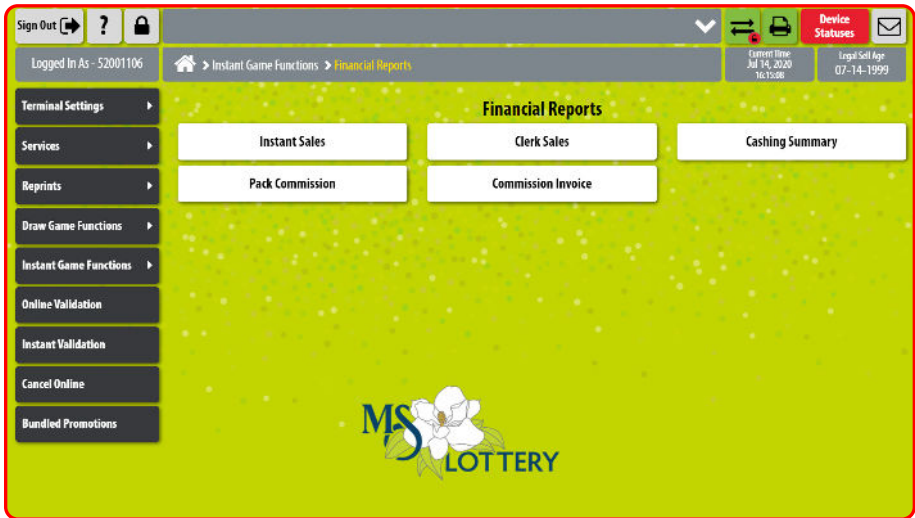 Sign Out
?
Device
Statuses
Logged In As - 52001106
> Instant Game Functions > Financial Reports
Current Time
Jul 14, 2020
16:15:08
Legal Sell Age
07-14-1999
Terminal Settings
Services
Reprints
Draw Game Functions
Instant Game Functions
Online Validation
Instant Validation
Cancel Online
Bundled Promotions
Financial Reports
Instant Sales
Clerk Sales
Cashing Summary
Pack Commission
Commission Invoice
MS
LOTTERY